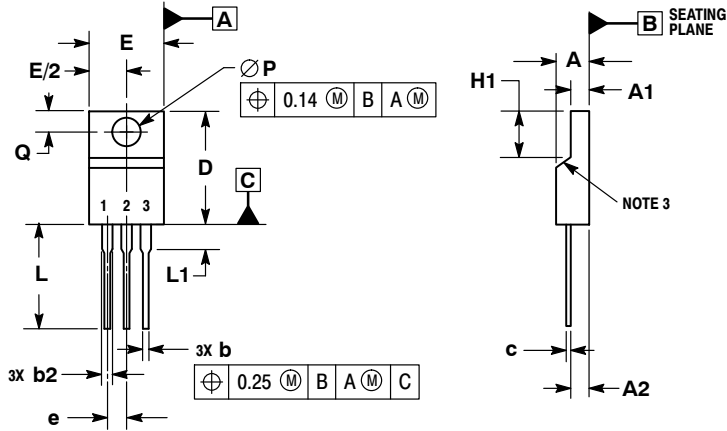 A
E
E/2
∅P
⌖ 0.14 Ⓜ B A Ⓜ
Q
D
C
1 2 3
L
L1
3X b
3X b2
⌖ 0.25 Ⓜ B A Ⓜ C
e
B SEATING
PLANE
A
H1
A1
NOTE 3
c
A2